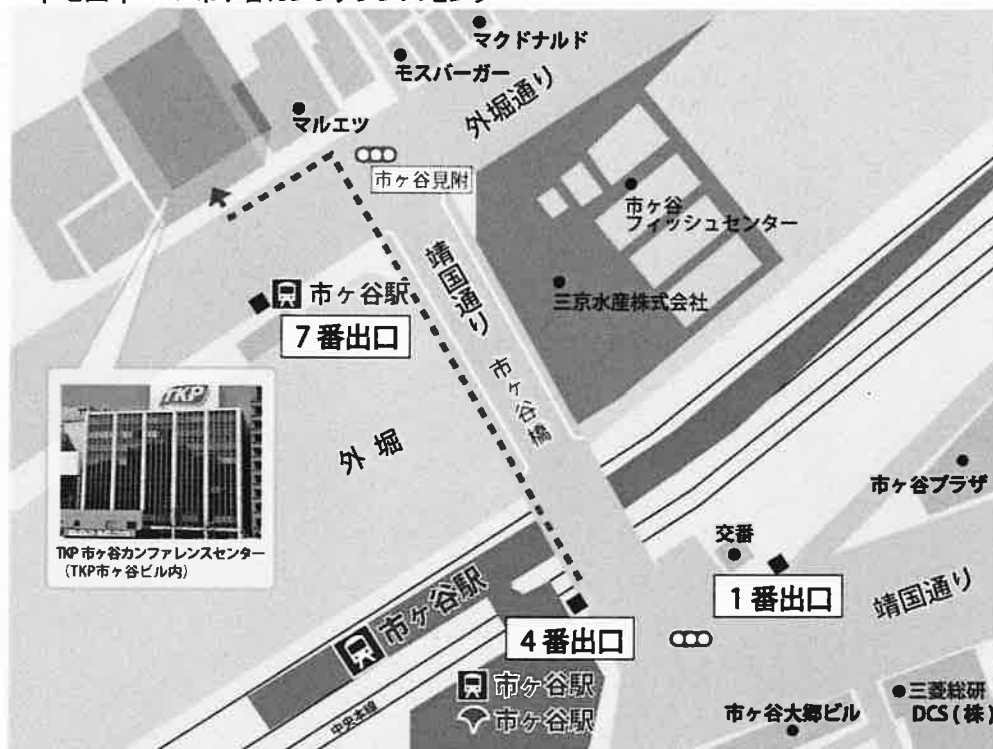 マクドナルド
モスバーガー
マルエツ
外堀通り
市ヶ谷見附
市ヶ谷
フィッシュセンター
靖国通り
三京水産株式会社
市ヶ谷駅
7番出口
市ヶ谷橋
外堀
TKP
TKP市ヶ谷カンファレンスセンター
(TKP市ヶ谷ビル内)
市ヶ谷プラザ
交番
1番出口
靖国通り
市ヶ谷駅
4番出口
市ヶ谷駅
市ヶ谷駅
中央本線
市ヶ谷大郷ビル
三菱総研
DCS(株)